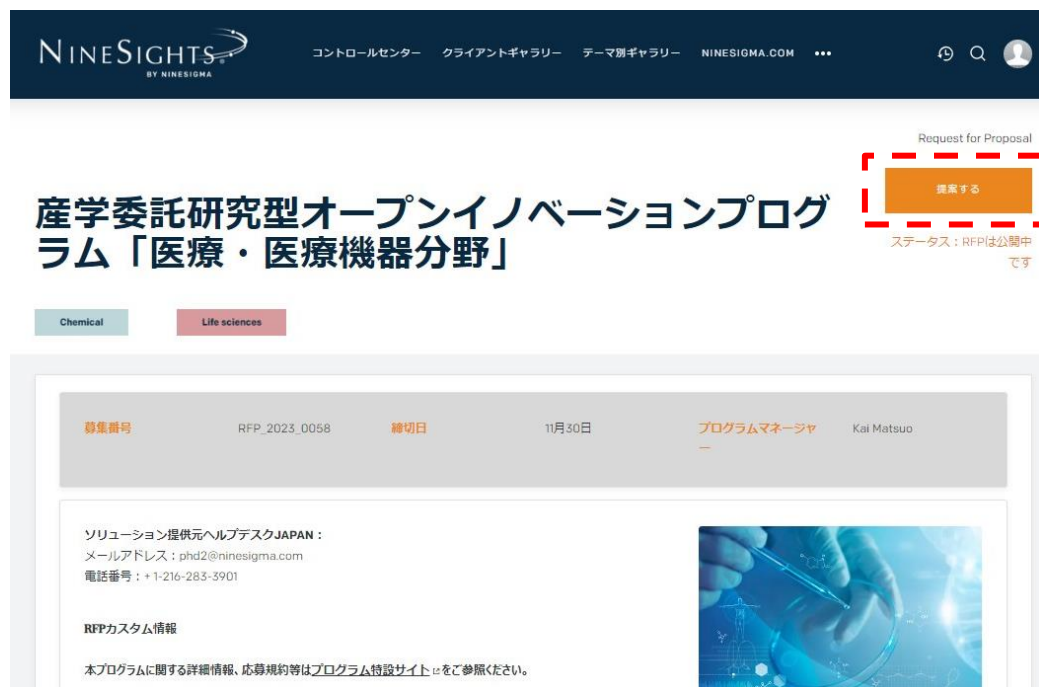 NINESIGHTS
BY NINESIGMA
コントロールセンター クライアントギャラリー テーマ別ギャラリー NINESIGMA.COM •••
Request for Proposal
提案する
ステータス：RFPは公開中
です
産学委託研究型オープンイノベーションプログ
ラム「医療・医療機器分野」
Chemical Life sciences
募集番号 RFP_2023_0058 締切日 11月30日 プログラムマネージャ Kai Matsuo
ー
ソリューション提供元ヘルプデスクJAPAN：
メールアドレス：phd2@ninesigma.com
電話番号：+1-216-283-3901
RFPカスタム情報
本プログラムに関する詳細情報、応募規約等はプログラム特設サイトをご参照ください。